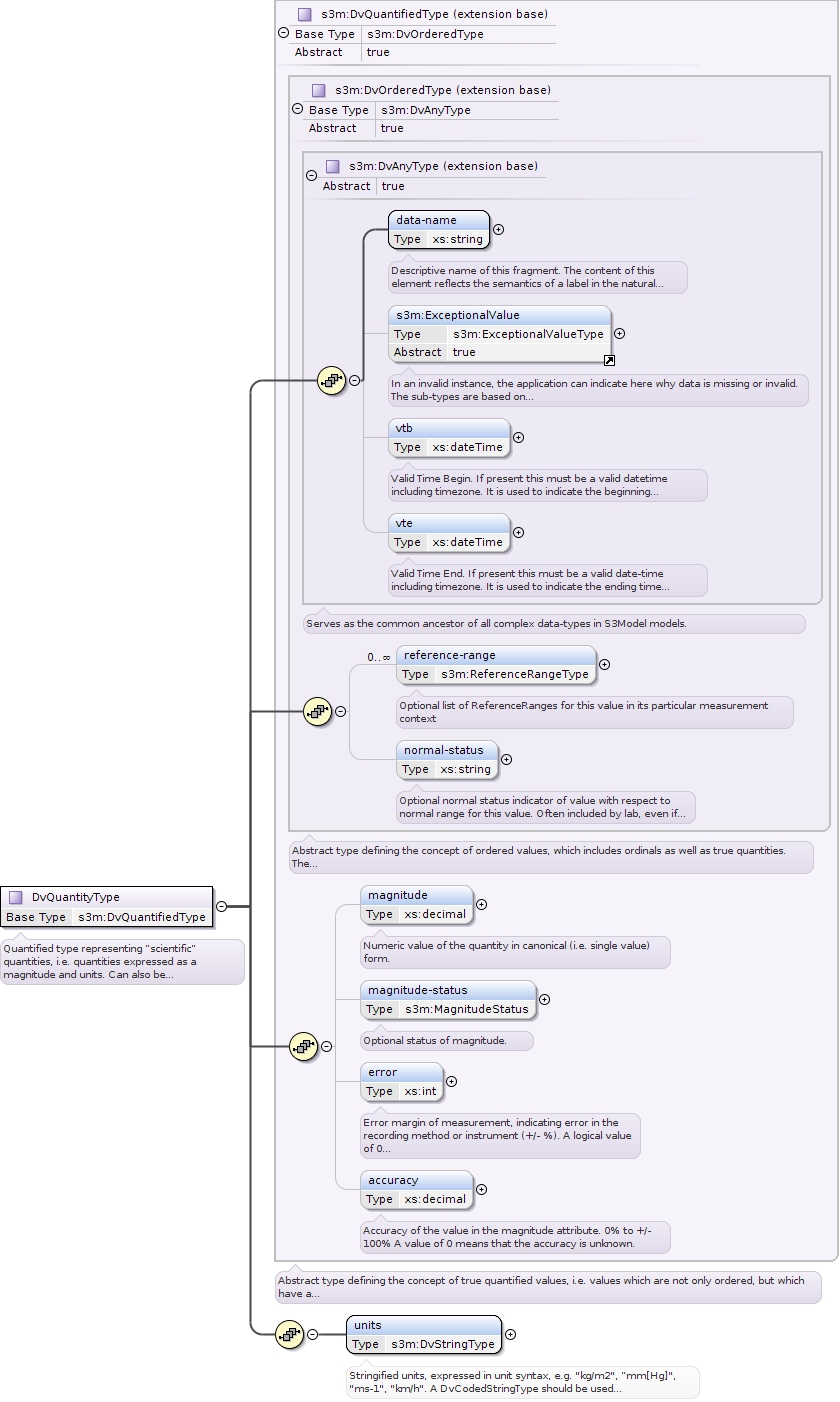 s3m:DvQuantifiedType (extension base)
Base Type s3m:DvOrderedType
Abstract true
s3m:DvOrderedType (extension base)
Base Type s3m:DvAnyType
Abstract true
s3m:DvAnyType (extension base)
Abstract true
data-name
Type xs:string
Descriptive name of this fragment. The content of this
element reflects the semantics of a label in the natural...
s3m:ExceptionalValue
Type s3m:ExceptionalValueType
Abstract true
In an invalid instance, the application can indicate here why data is missing or invalid.
The sub-types are based on...
vtb
Type xs:dateTime
Valid Time Begin. If present this must be a valid datetime
including timezone. It is used to indicate the beginning...
vte
Type xs:dateTime
Valid Time End. If present this must be a valid date-time
including timezone. It is used to indicate the ending time...
Serves as the common ancestor of all complex data-types in S3Model models.
0..∞
reference-range
Type s3m:ReferenceRangeType
Optional list of ReferenceRanges for this value in its particular measurement
context
normal-status
Type xs:string
Optional normal status indicator of value with respect to
normal range for this value. Often included by lab, even if...
Abstract type defining the concept of ordered values, which includes ordinals as well as true quantities.
The...
DvQuantityType
Base Type s3m:DvQuantifiedType
Quantified type representing "scientific"
quantities, i.e. quantities expressed as a
magnitude and units. Can also be...
magnitude
Type xs:decimal
Numeric value of the quantity in canonical (i.e. single value)
form.
magnitude-status
Type s3m:MagnitudeStatus
Optional status of magnitude.
error
Type xs:int
Error margin of measurement, indicating error in the
recording method or instrument (+/- %). A logical value
of 0...
accuracy
Type xs:decimal
Accuracy of the value in the magnitude attribute. 0% to +/-
100% A value of 0 means that the accuracy is unknown.
Abstract type defining the concept of true quantified values, i.e. values which are not only ordered, but which
have a...
units
Type s3m:DvStringType
Stringified units, expressed in unit syntax, e.g. "kg/m2", "mm[Hg]",
"ms-1", "km/h". A DvCodedStringType should be used...